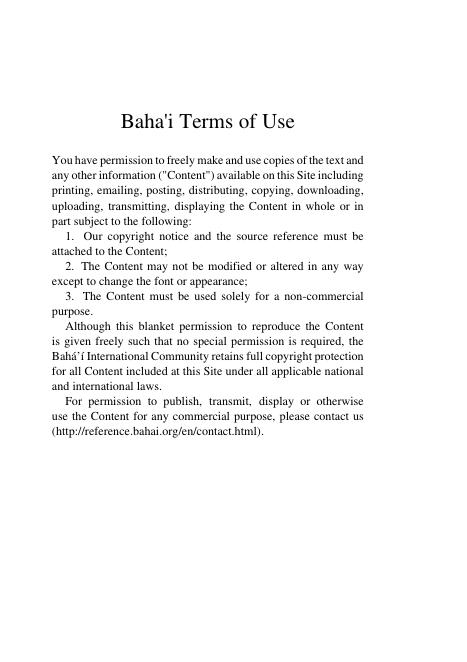 Baha'i Terms of Use
You have permission to freely make and use copies of the text and
any other information ("Content") available on this Site including
printing, emailing, posting, distributing, copying, downloading,
uploading, transmitting, displaying the Content in whole or in
part subject to the following:
1. Our copyright notice and the source reference must be
attached to the Content;
2. The Content may not be modified or altered in any way
except to change the font or appearance;
3. The Content must be used solely for a non-commercial
purpose.
Although this blanket permission to reproduce the Content
is given freely such that no special permission is required, the
Bahá’í International Community retains full copyright protection
for all Content included at this Site under all applicable national
and international laws.
For permission to publish, transmit, display or otherwise
use the Content for any commercial purpose, please contact us
(http://reference.bahai.org/en/contact.html).